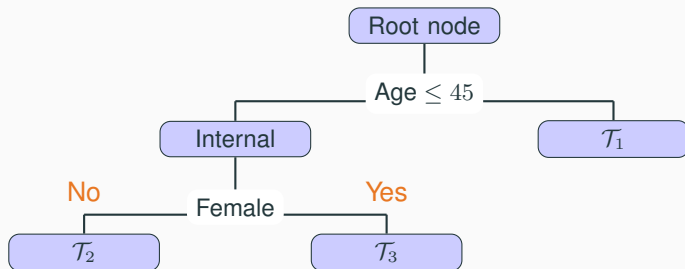 Root node
Age ≤ 45
Internal
𝒯₁
No
Yes
Female
𝒯₂
𝒯₃